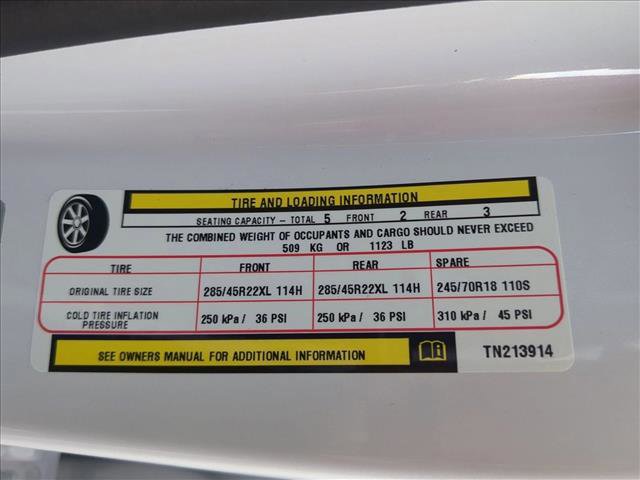 TIRE AND LOADING INFORMATION
SEATING CAPACITY - TOTAL 5 FRONT 2 REAR 3
THE COMBINED WEIGHT OF OCCUPANTS AND CARGO SHOULD NEVER EXCEED
509 KG OR 1123 LB
TIRE FRONT REAR SPARE
ORIGINAL TIRE SIZE 285/45R22XL 114H 285/45R22XL 114H 245/70R18 110S
COLD TIRE INFLATION PRESSURE 250 kPa / 36 PSI 250 kPa / 36 PSI 310 kPa / 45 PSI
SEE OWNERS MANUAL FOR ADDITIONAL INFORMATION TN213914